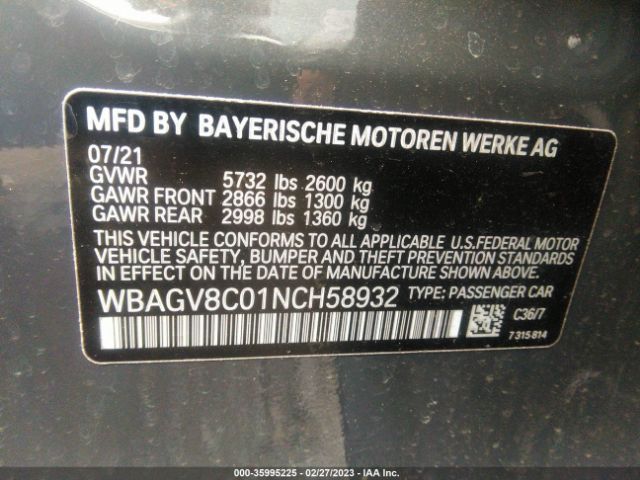 MFD BY BAYERISCHE MOTOREN WERKE AG
07/21
GVWR 5732 lbs 2600 kg
GAWR FRONT 2866 lbs 1300 kg
GAWR REAR 2998 lbs 1360 kg
THIS VEHICLE CONFORMS TO ALL APPLICABLE U.S.FEDERAL MOTOR
VEHICLE SAFETY, BUMPER AND THEFT PREVENTION STANDARDS
IN EFFECT ON THE DATE OF MANUFACTURE SHOWN ABOVE.
WBAGV8C01NCH58932 TYPE: PASSENGER CAR
C36/7
7315814
000-35995225 - 02/27/2023 - IAA Inc.